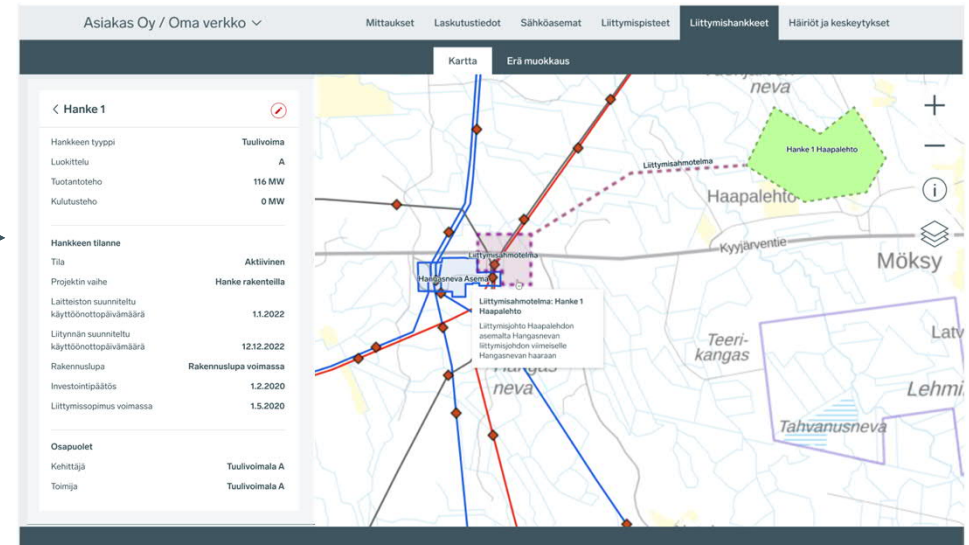 Asiakas Oy / Oma verkko
Mittaukset
Laskutustiedot
Sähköasemat
Liittymispisteet
Liittymishankkeet
Häiriöt ja keskeytykset
Kartta
Erä muokkaus
Hanke 1
Hankkeen tyyppi Tuulivoima
Luokittelu A
Tuotantoteho 116 MW
Kulutusteho 0 MW
Hankkeen tilanne
Tila Aktiivinen
Projektin vaihe Hanke rakenteilla
Laitteiston suunniteltu
käyttöönottopäivämäärä 1.1.2022
Liitynnän suunniteltu
käyttöönottopäivämäärä 12.12.2022
Rakennuslupa Rakennuslupa voimassa
Investointipäätös 1.2.2020
Liittymissopimus voimassa 1.5.2020
Osapuolet
Kehittäjä Tuulivoimala A
Toimija Tuulivoimala A
neva
Hanke 1 Haapalehto
Liittymisahmotelma
Haapalehto
Kyyjärventie
Möksy
Liittymisahmotelma
Hangasneva Asema
Liittymisahmotelma: Hanke 1
Haapalehto
Liittymisjohto Haapalehdon
asemalta Hangasnevan
liittymisjohdon viimeiselle
Hangasnevan haaraan
Hangas
neva
Teeri-
kangas
Latv
Lehmi
Tahvanusneva